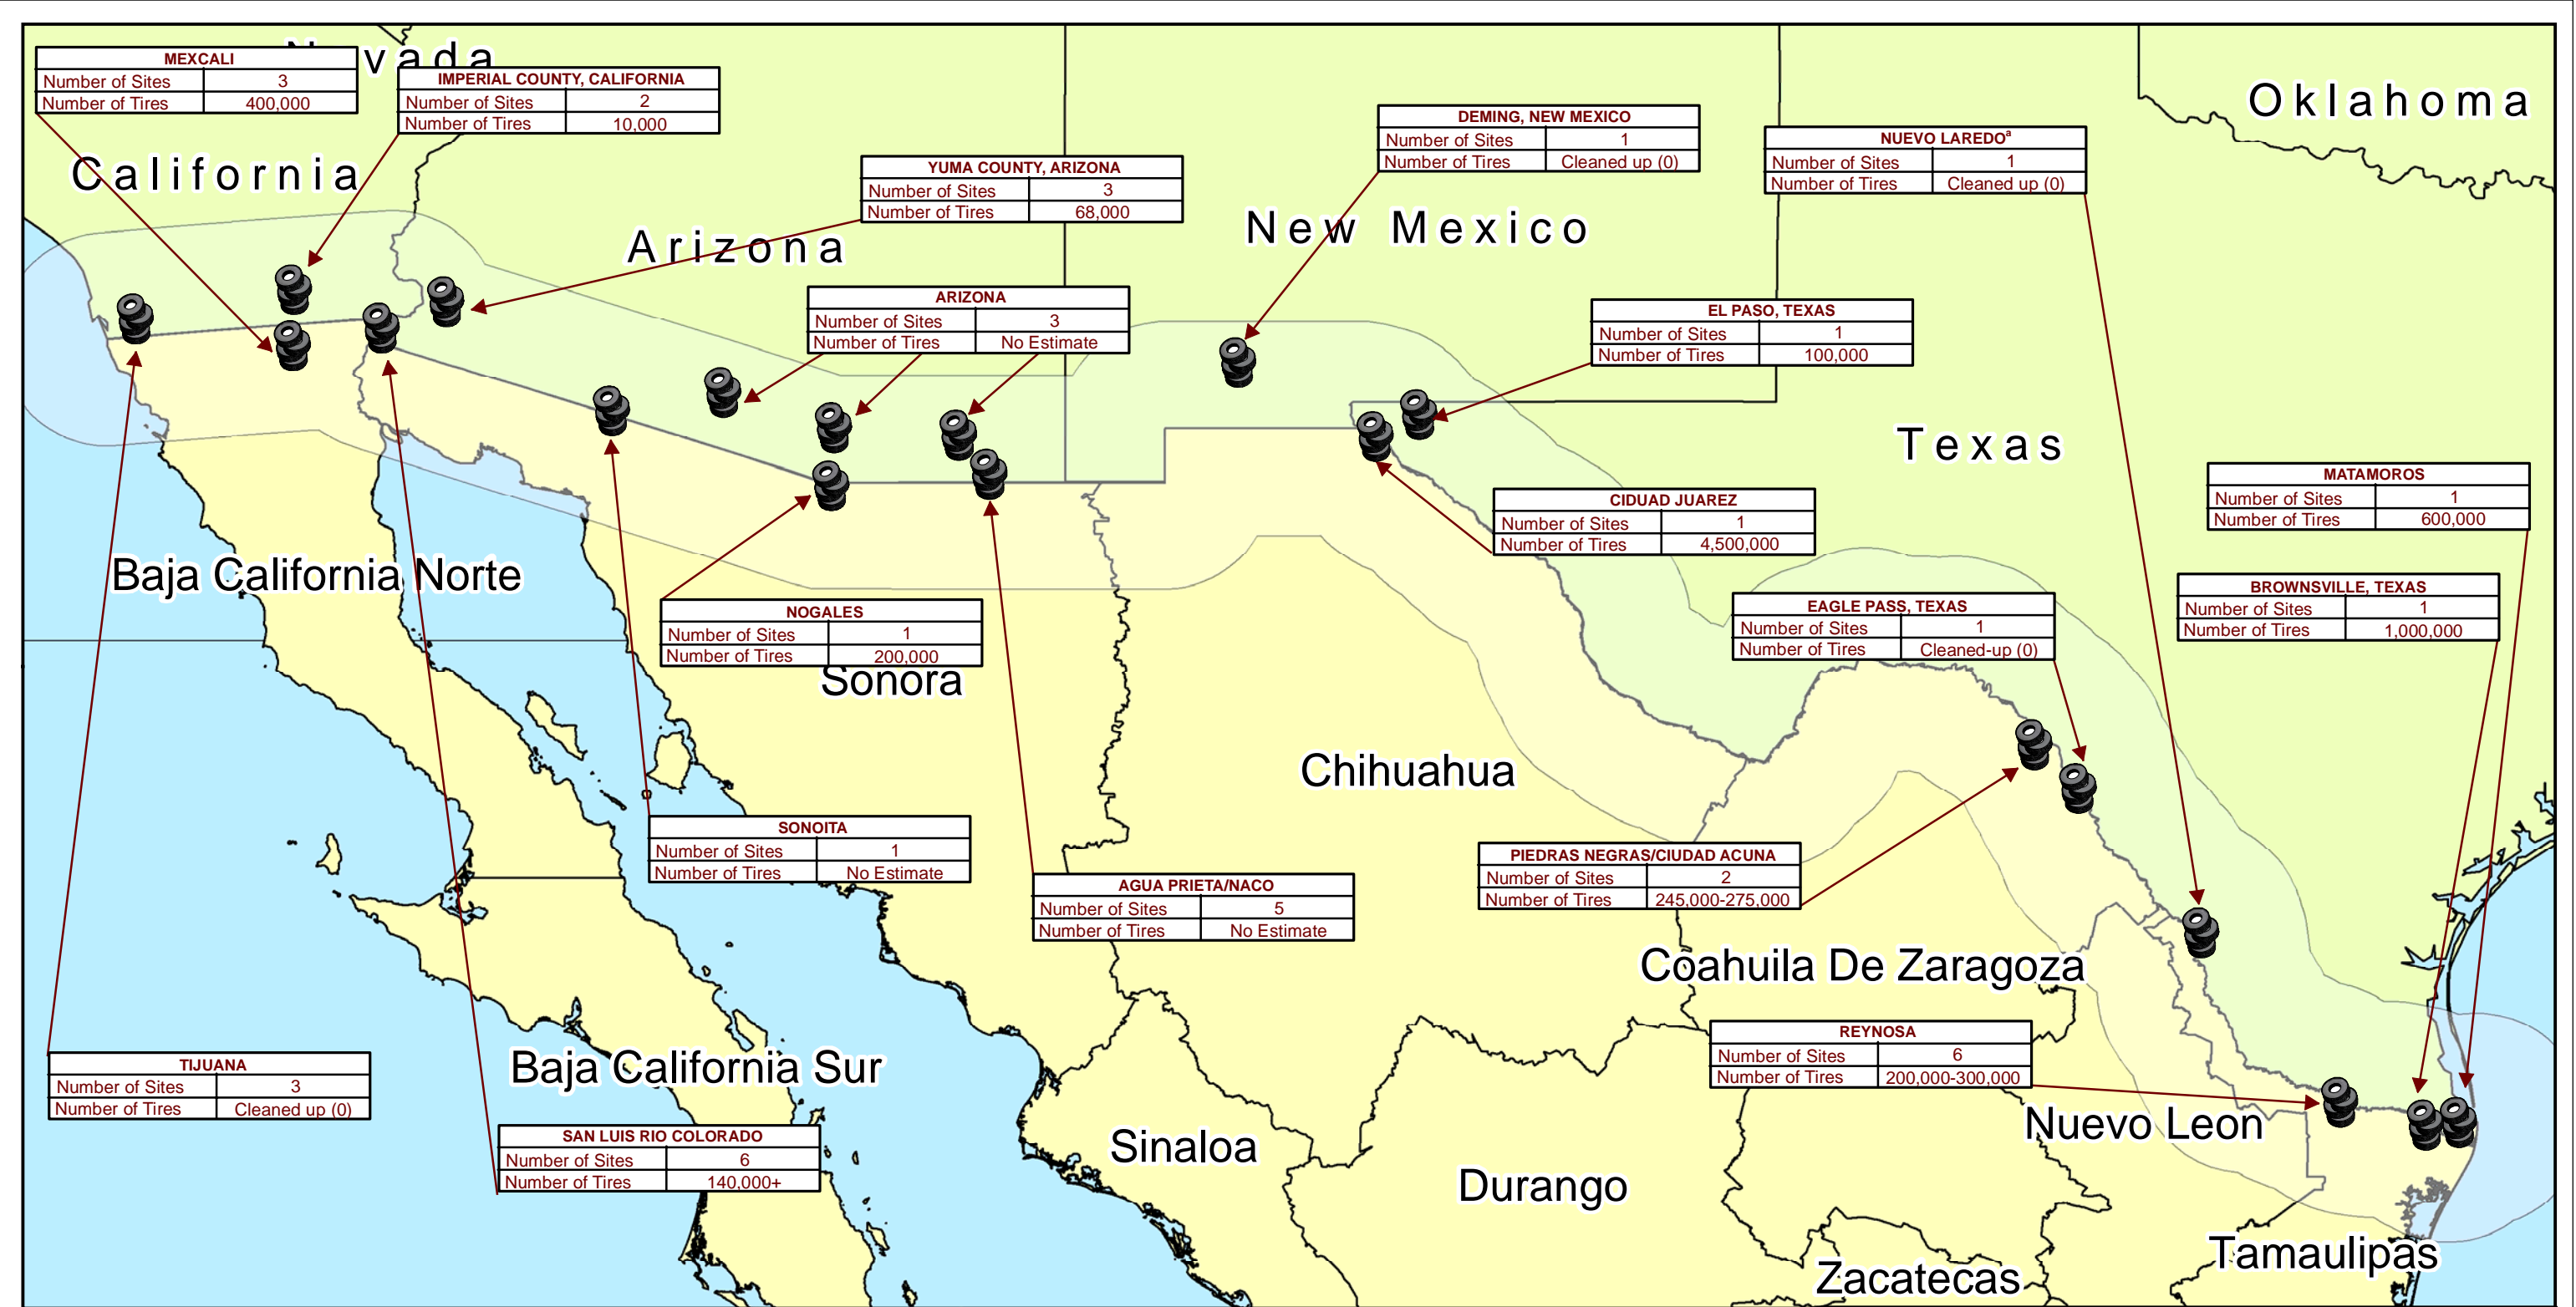 Nevada
MEXCALI
Number of Sites 3
Number of Tires 400,000
IMPERIAL COUNTY, CALIFORNIA
Number of Sites 2
Number of Tires 10,000
Oklahoma
DEMING, NEW MEXICO
Number of Sites 1
Number of Tires Cleaned up (0)
NUEVO LAREDOª
Number of Sites 1
Number of Tires Cleaned up (0)
California
YUMA COUNTY, ARIZONA
Number of Sites 3
Number of Tires 68,000
Arizona
New Mexico
ARIZONA
Number of Sites 3
Number of Tires No Estimate
EL PASO, TEXAS
Number of Sites 1
Number of Tires 100,000
Texas
MATAMOROS
Number of Sites 1
Number of Tires 600,000
CIDUAD JUAREZ
Number of Sites 1
Number of Tires 4,500,000
Baja California Norte
BROWNSVILLE, TEXAS
Number of Sites 1
Number of Tires 1,000,000
EAGLE PASS, TEXAS
Number of Sites 1
Number of Tires Cleaned-up (0)
NOGALES
Number of Sites 1
Number of Tires 200,000
Sonora
Chihuahua
SONOITA
Number of Sites 1
Number of Tires No Estimate
PIEDRAS NEGRAS/CIUDAD ACUNA
Number of Sites 2
Number of Tires 245,000-275,000
AGUA PRIETA/NACO
Number of Sites 5
Number of Tires No Estimate
Coahuila De Zaragoza
REYNOSA
Number of Sites 6
Number of Tires 200,000-300,000
TIJUANA
Number of Sites 3
Number of Tires Cleaned up (0)
Baja California Sur
Nuevo Leon
SAN LUIS RIO COLORADO
Number of Sites 6
Number of Tires 140,000+
Sinaloa
Durango
Tamaulipas
Zacatecas